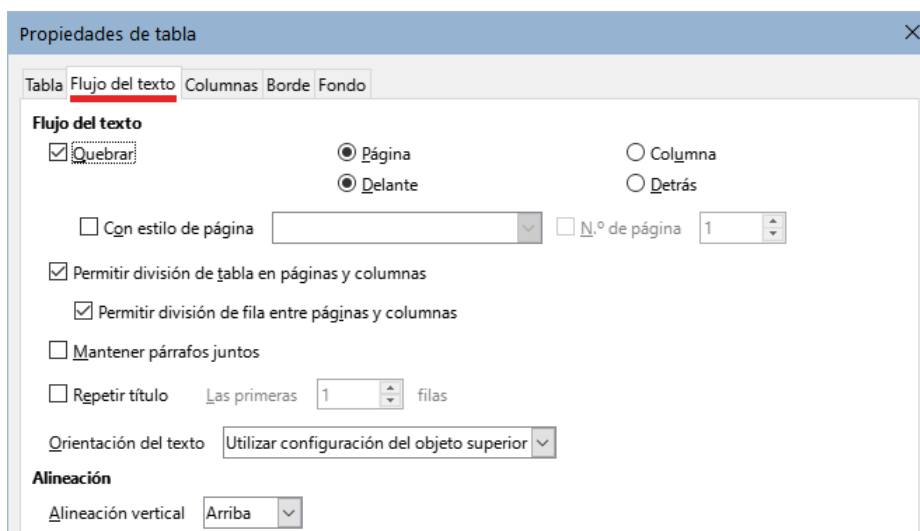 Propiedades de tabla
Tabla Flujo del texto Columnas Borde Fondo
Flujo del texto
Quebrar Página Columna
Delante Detrás
Con estilo de página N.º de página 1
Permitir división de tabla en páginas y columnas
Permitir división de fila entre páginas y columnas
Mantener párrafos juntos
Repetir título Las primeras 1 filas
Orientación del texto Utilizar configuración del objeto superior
Alineación
Alineación vertical Arriba